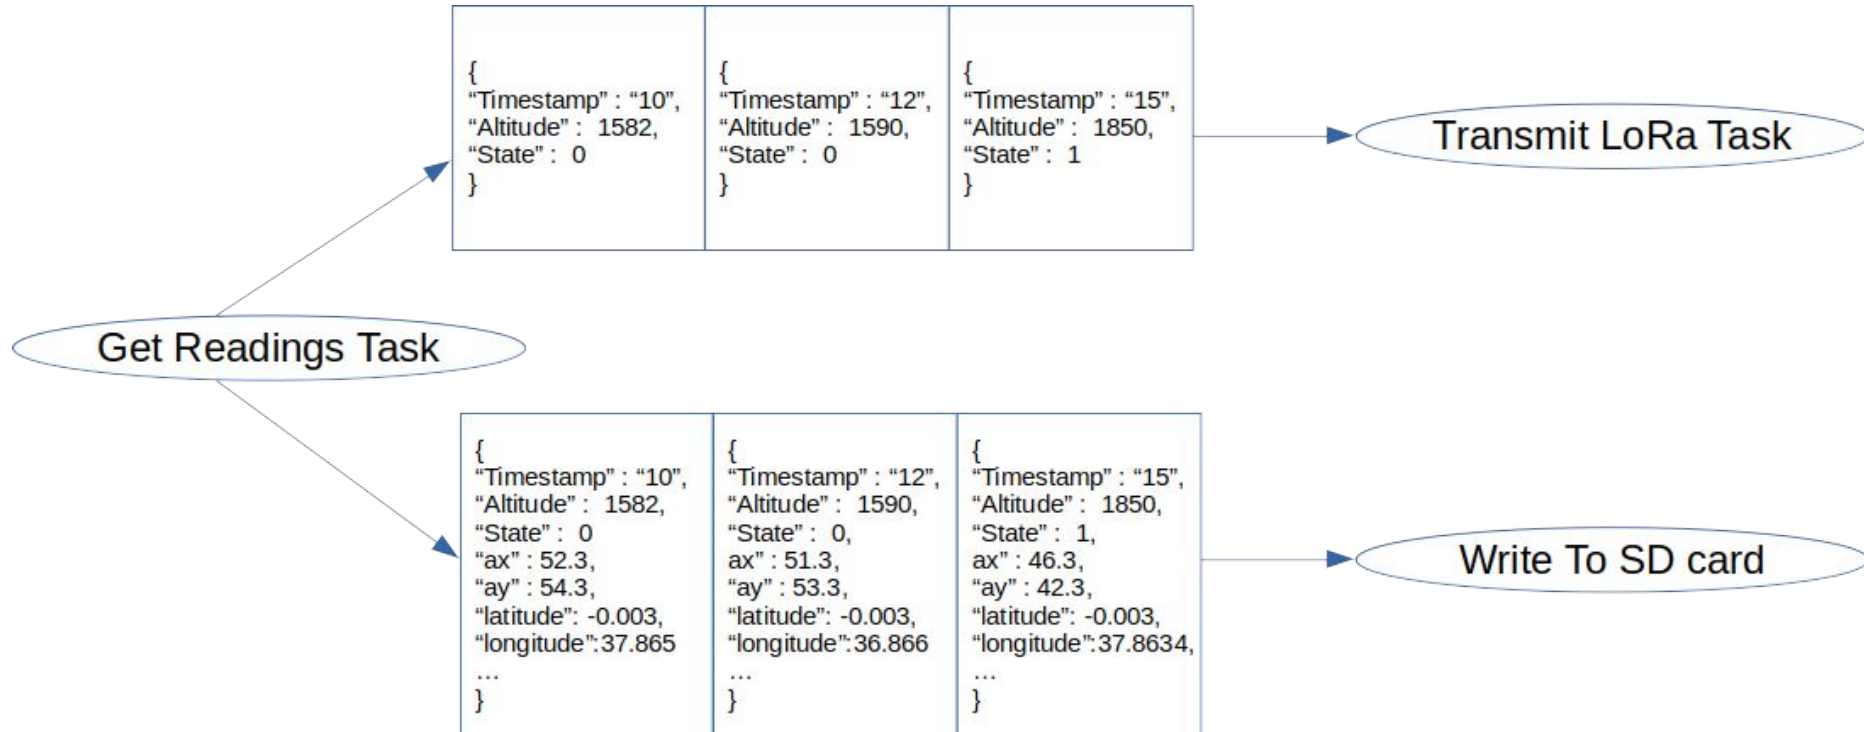 {
“Timestamp” : “10”,
“Altitude” :  1582,
“State” :  0
}
{
“Timestamp” : “12”,
“Altitude” :  1590,
“State” :  0
}
{
“Timestamp” : “15”,
“Altitude” :  1850,
“State” :  1
}
Transmit LoRa Task
Get Readings Task
{
“Timestamp” : “10”,
“Altitude” :  1582,
“State” :  0
“ax” : 52.3,
“ay” : 54.3,
“latitude”: -0.003,
“longitude”:37.865
…
}
{
“Timestamp” : “12”,
“Altitude” :  1590,
“State” :  0,
ax” : 51.3,
“ay” : 53.3,
“latitude”: -0.003,
“longitude”:36.866
…
}
{
“Timestamp” : “15”,
“Altitude” :  1850,
“State” :  1,
ax” : 46.3,
“ay” : 42.3,
“latitude”: -0.003,
“longitude”:37.8634,
…
}
Write To SD card